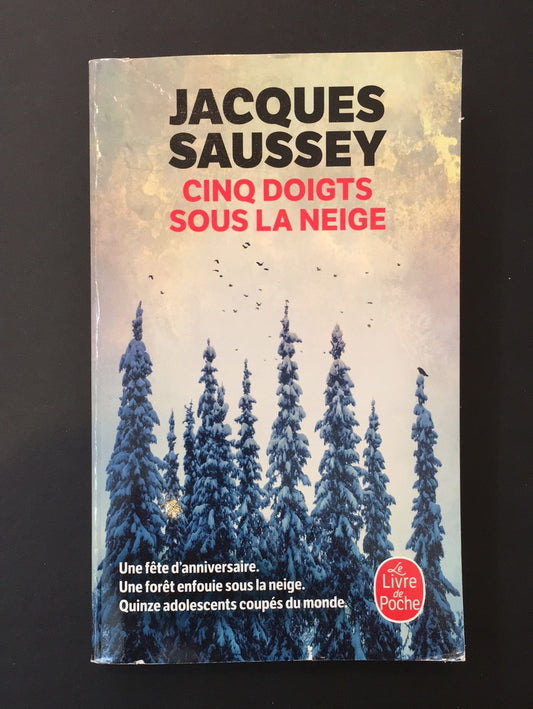 JACQUES
SAUSSEY
CINQ DOIGTS
SOUS LA NEIGE
Une fête d'anniversaire.
Une forêt enfouie sous la neige.
Quinze adolescents coupés du monde.
Le
Livre
de
Poche